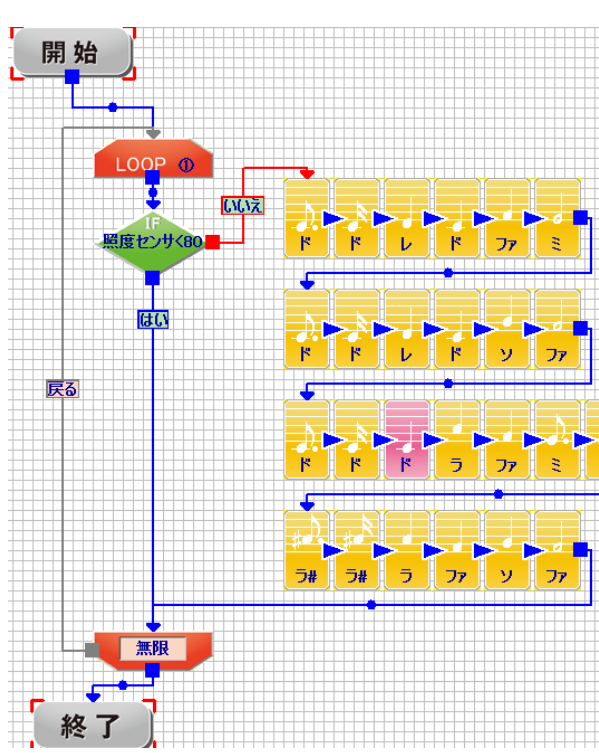 開始
LOOP ①
IF
照度センサ<80
いいえ
ド ド レ ド ファ ミ
はい
ド ド レ ド ソ ファ
戻る
ド ド ド ラ ファ ミ
ラ# ラ# ラ ファ ソ ファ
無限
終了